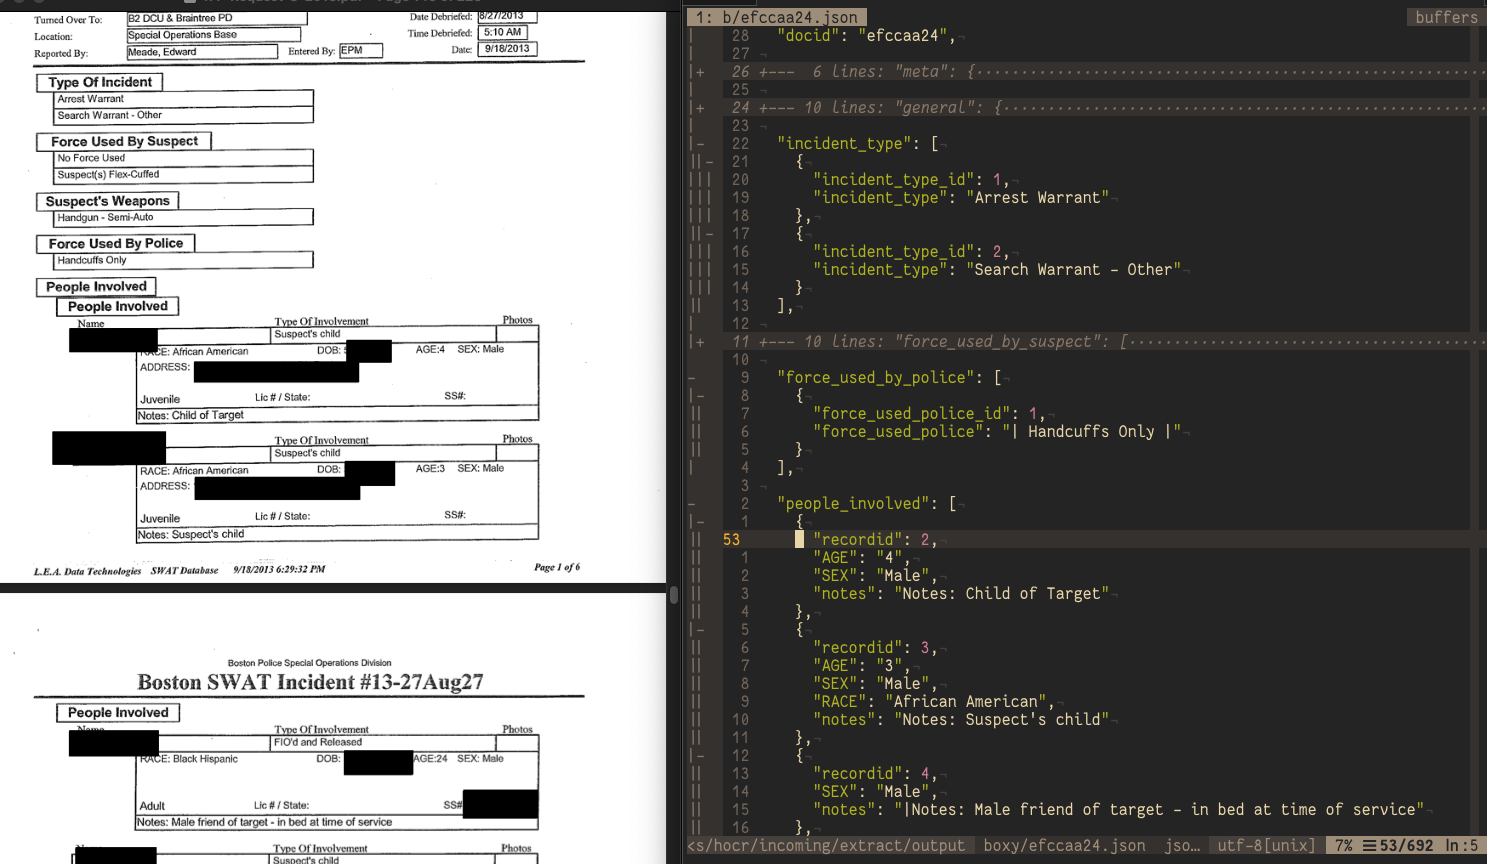 Turned Over To: B2 DCU & Braintree PD Date Debriefed: 8/27/2013
Location: Special Operations Base Time Debriefed: 5:10 AM
Reported By: Meade, Edward Entered By: EPM Date: 9/18/2013
Type Of Incident
Arrest Warrant
Search Warrant - Other
Force Used By Suspect
No Force Used
Suspect(s) Flex-Cuffed
Suspect's Weapons
Handgun - Semi-Auto
Force Used By Police
Handcuffs Only
People Involved
People Involved
Name Type Of Involvement Photos
Suspect's child
RACE: African American DOB: AGE:4 SEX: Male
ADDRESS:
Juvenile Lic # / State: SS#:
Notes: Child of Target
Type Of Involvement Photos
Suspect's child
RACE: African American DOB: AGE:3 SEX: Male
ADDRESS:
Juvenile Lic # / State: SS#:
Notes: Suspect's child
L.E.A. Data Technologies SWAT Database 9/18/2013 6:29:32 PM Page 1 of 6
Boston Police Special Operations Division
Boston SWAT Incident #13-27Aug27
People Involved
Name Type Of Involvement Photos
FIO'd and Released
RACE: Black Hispanic DOB: AGE:24 SEX: Male
Adult Lic # / State: SS#
Notes: Male friend of target - in bed at time of service
Type Of Involvement Photos
Suspect's child
1: b/efccaa24.json buffers
28 "docid": "efccaa24",¬
27 ¬
|+ 26 +--- 6 lines: "meta": {
25 ¬
|+ 24 +--- 10 lines: "general": {
23 ¬
|- 22 "incident_type": [¬
||- 21 {¬
||| 20 "incident_type_id": 1,¬
||| 19 "incident_type": "Arrest Warrant"¬
||| 18 },¬
||- 17 {¬
||| 16 "incident_type_id": 2,¬
||| 15 "incident_type": "Search Warrant - Other"¬
||| 14 }¬
|| 13 ],¬
| 12 ¬
|+ 11 +--- 10 lines: "force_used_by_suspect": [
10 ¬
- 9 "force_used_by_police": [¬
|- 8 {¬
|| 7 "force_used_police_id": 1,¬
|| 6 "force_used_police": "| Handcuffs Only |"¬
|| 5 }¬
| 4 ],¬
3 ¬
- 2 "people_involved": [¬
|- 1 {¬
|| 53 "recordid": 2,¬
|| 1 "AGE": "4",¬
|| 2 "SEX": "Male",¬
|| 3 "notes": "Notes: Child of Target"¬
|| 4 },¬
|- 5 {¬
|| 6 "recordid": 3,¬
|| 7 "AGE": "3",¬
|| 8 "SEX": "Male",¬
|| 9 "RACE": "African American",¬
|| 10 "notes": "Notes: Suspect's child"¬
|| 11 },¬
|- 12 {¬
|| 13 "recordid": 4,¬
|| 14 "SEX": "Male",¬
|| 15 "notes": "|Notes: Male friend of target - in bed at time of service"¬
|| 16 },¬
<s/hocr/incoming/extract/output boxy/efccaa24.json jso… utf-8[unix] 7% ☰53/692 ln:5